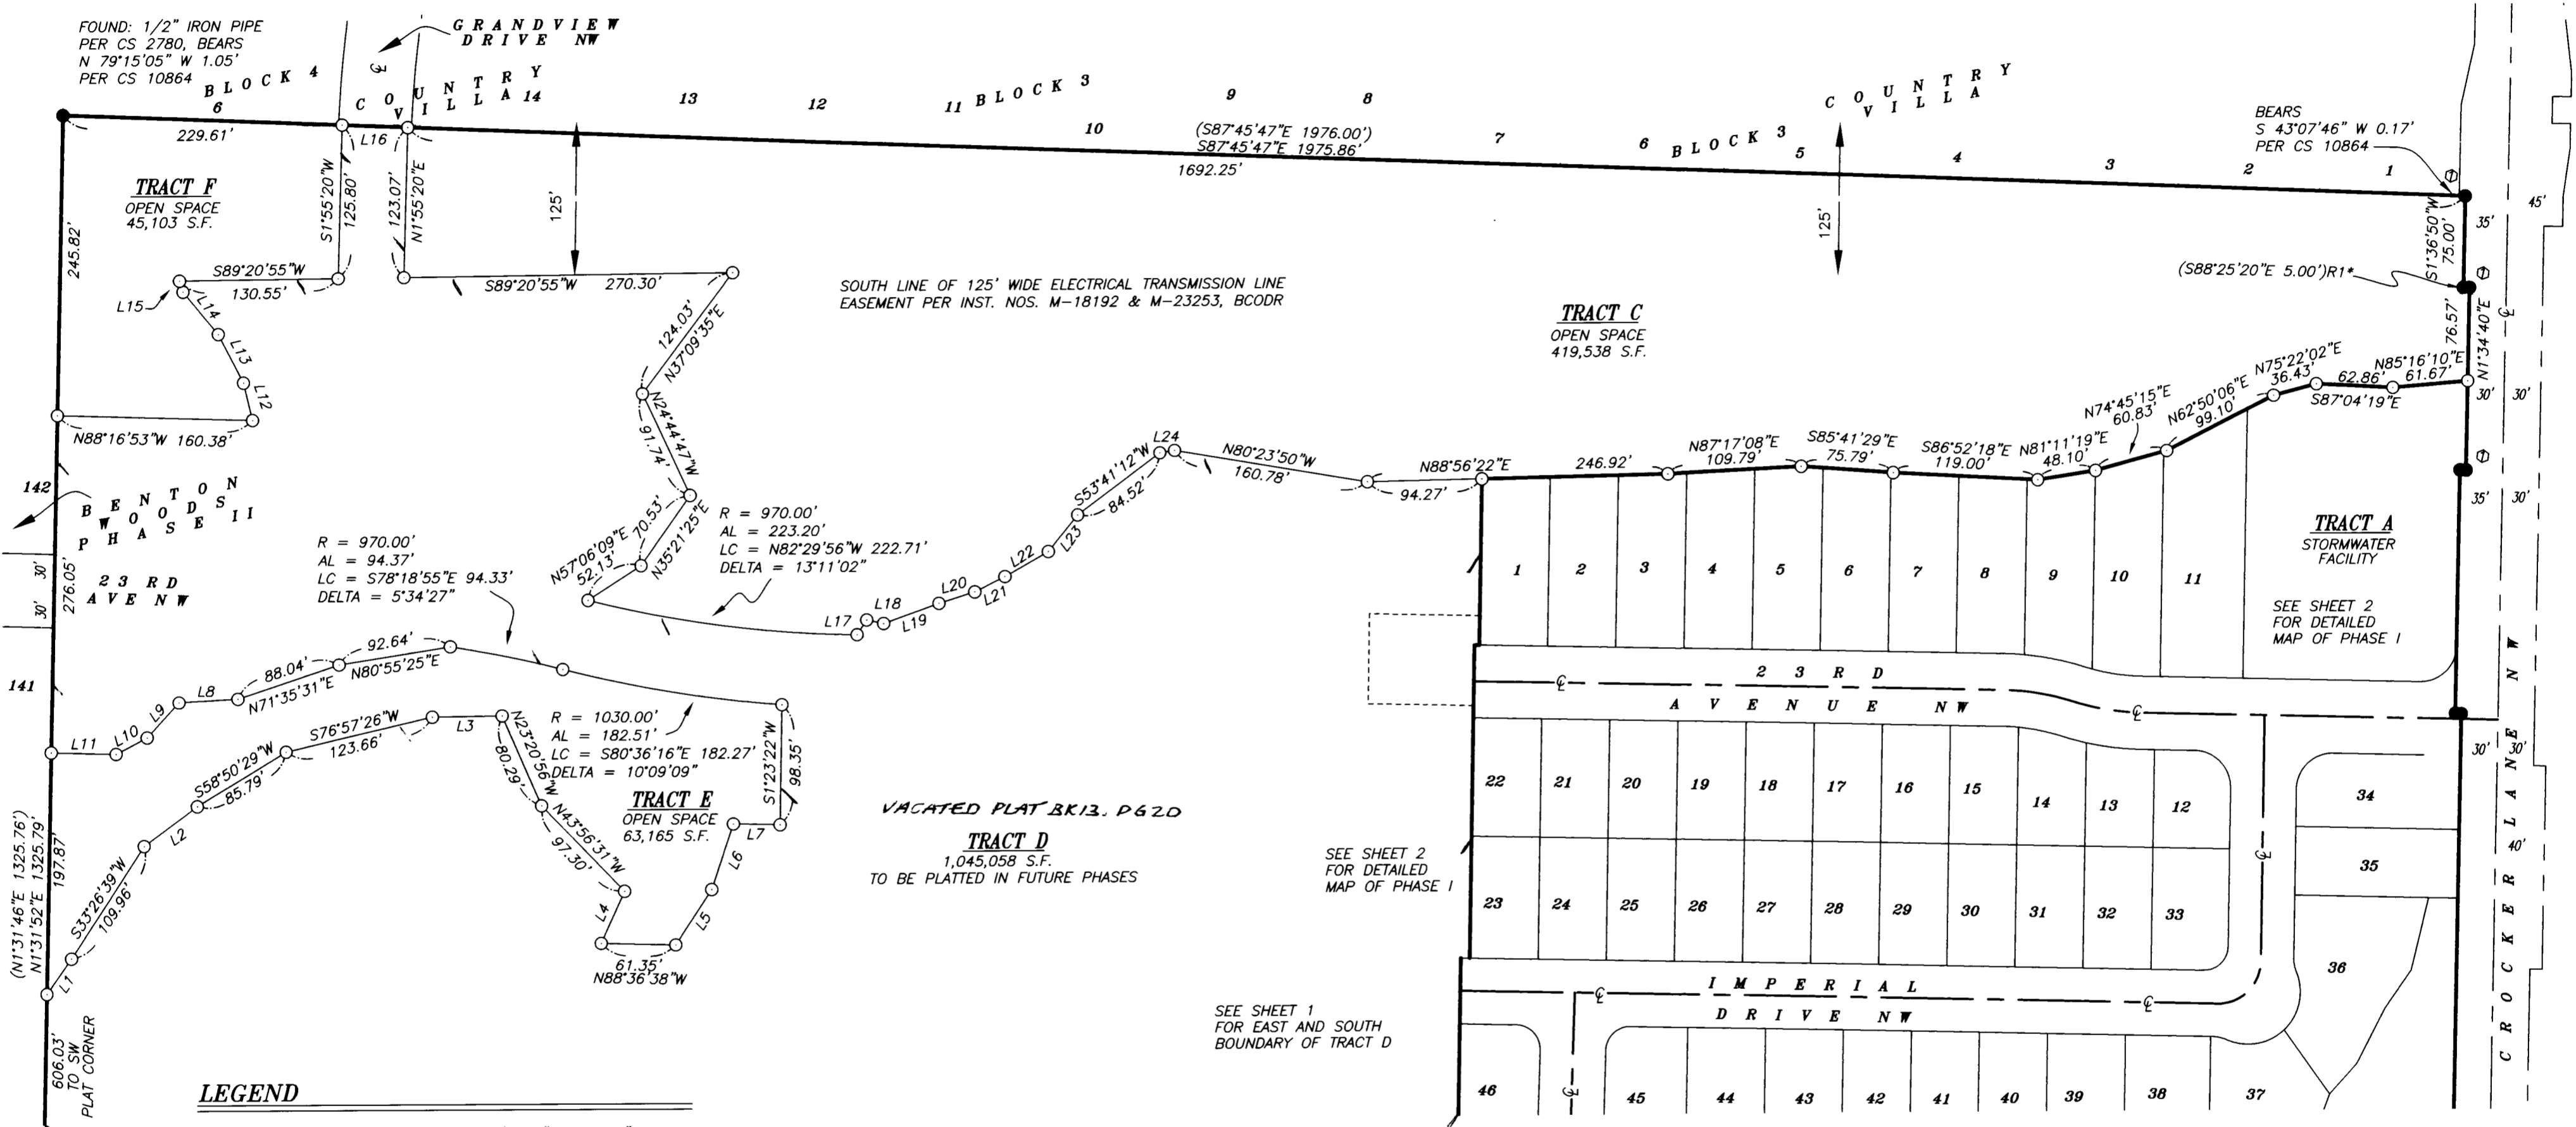 FOUND: 1/2" IRON PIPE
PER CS 2780, BEARS
N 79°15'05" W 1.05'
PER CS 10864
BLOCK 4
6
GRANDVIEW
DRIVE NW
COUNTRY
VILLA
14
13
12
11
BLOCK 3
10
9
8
(S87°45'47"E 1976.00')
S87°45'47"E 1975.86'
1692.25'
7
6
BLOCK 3
5
COUNTRY
VILLA
4
3
2
1
BEARS
S 43°07'46" W 0.17'
PER CS 10864
229.61'
L16
TRACT F
OPEN SPACE
45,103 S.F.
S1°55'20"W
125.80'
123.07'
N1°55'20"E
125'
125'
245.82'
S89°20'55"W
130.55'
S89°20'55"W 270.30'
L15
L14
L13
L12
N88°16'53"W 160.38'
SOUTH LINE OF 125' WIDE ELECTRICAL TRANSMISSION LINE
EASEMENT PER INST. NOS. M-18192 & M-23253, BCODR
TRACT C
OPEN SPACE
419,538 S.F.
S1°36'50"W
75.00'
35'
45'
(S88°25'20"E 5.00')R1*
76.57'
N1°34'40"E
124.03'
N37°09'35"E
N24°44'47"W
91.74'
70.53'
N35°21'25"E
N57°06'09"E
52.13'
R = 970.00'
AL = 223.20'
LC = N82°29'56"W 222.71'
DELTA = 13°11'02"
L17
L18
L19
L20
L21
L22
L23
S53°41'12"W
84.52'
L24
N80°23'50"W
160.78'
N88°56'22"E
94.27'
246.92'
N87°17'08"E
109.79'
S85°41'29"E
75.79'
S86°52'18"E
119.00'
N81°11'19"E
48.10'
N74°45'15"E
60.83'
N62°50'06"E
99.10'
N75°22'02"E
36.43'
62.86'
S87°04'19"E
N85°16'10"E
61.67'
30'
30'
35'
30'
142
BENTON
WOODS
PHASE II
30'
30'
276.05'
23RD
AVE NW
141
R = 970.00'
AL = 94.37'
LC = S78°18'55"E 94.33'
DELTA = 5°34'27"
L11
L10
L9
L8
88.04'
N71°35'31"E
92.64'
N80°55'25"E
R = 1030.00'
AL = 182.51'
LC = S80°36'16"E 182.27'
DELTA = 10°09'09"
S1°23'22"W
98.35'
L3
S76°57'26"W
123.66'
S58°50'29"W
85.79'
L2
S33°26'39"W
109.96'
L1
N23°20'56"W
80.29'
N43°56'31"W
97.30'
TRACT E
OPEN SPACE
63,165 S.F.
L7
L6
L5
L4
61.35'
N88°36'38"W
VACATED PLAT BK13. PG20
TRACT D
1,045,058 S.F.
TO BE PLATTED IN FUTURE PHASES
(N1°31'46"E 1325.76')
N1°31'52"E 1325.79'
197.87'
606.03'
TO SW
PLAT CORNER
TRACT A
STORMWATER
FACILITY
SEE SHEET 2
FOR DETAILED
MAP OF PHASE I
1
2
3
4
5
6
7
8
9
10
11
23RD
AVENUE NW
22
21
20
19
18
17
16
15
14
13
12
34
35
36
30'
30'
40'
SEE SHEET 2
FOR DETAILED
MAP OF PHASE I
23
24
25
26
27
28
29
30
31
32
33
IMPERIAL
DRIVE NW
SEE SHEET 1
FOR EAST AND SOUTH
BOUNDARY OF TRACT D
46
45
44
43
42
41
40
39
38
37
CROCKER LANE NW
LEGEND